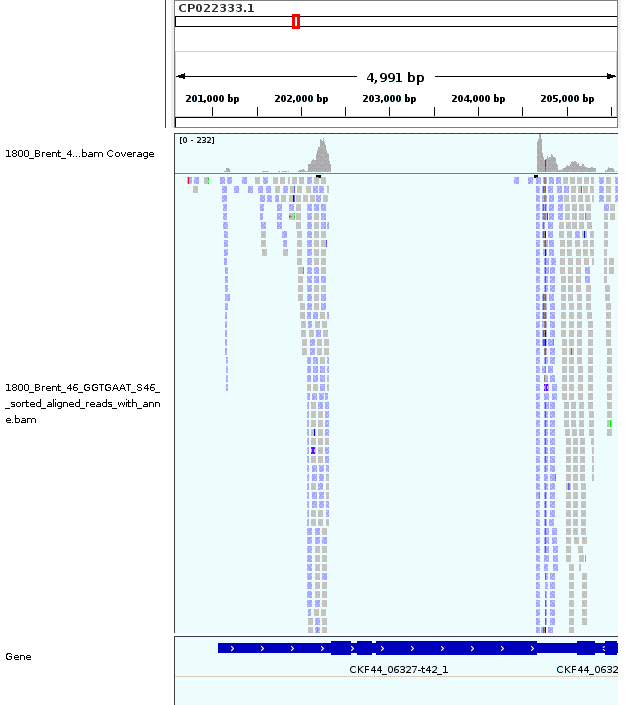 CP022333.1
4,991 bp
201,000 bp 202,000 bp 203,000 bp 204,000 bp 205,000 bp
1800_Brent_4...bam Coverage
[0 - 232]
1800_Brent_46_GGTGAAT_S46_
_sorted_aligned_reads_with_ann
e.bam
Gene
CKF44_06327-t42_1
CKF44_0632